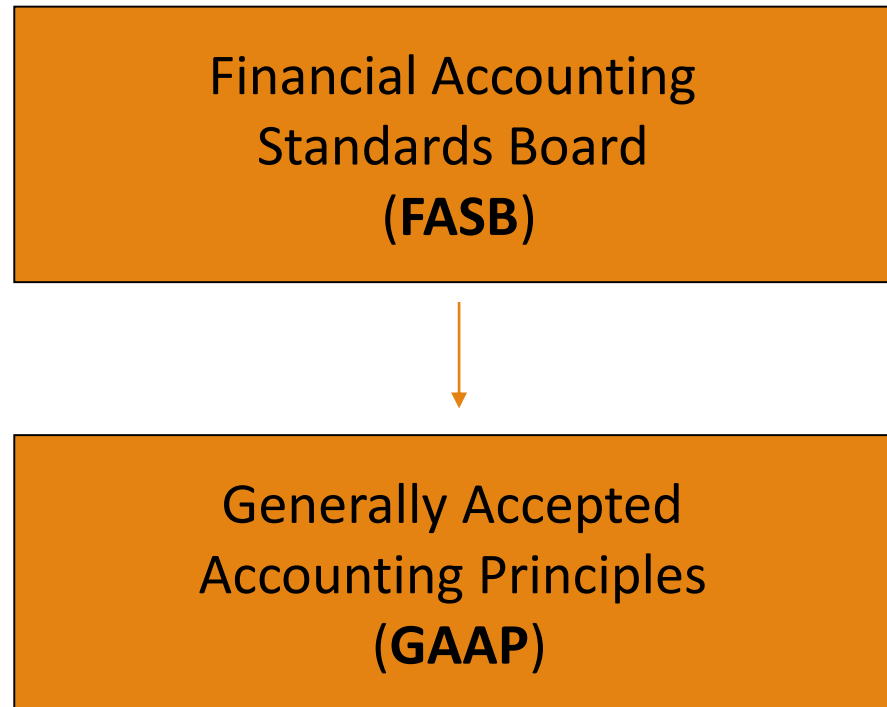 Financial Accounting
Standards Board
(FASB)
Generally Accepted
Accounting Principles
(GAAP)